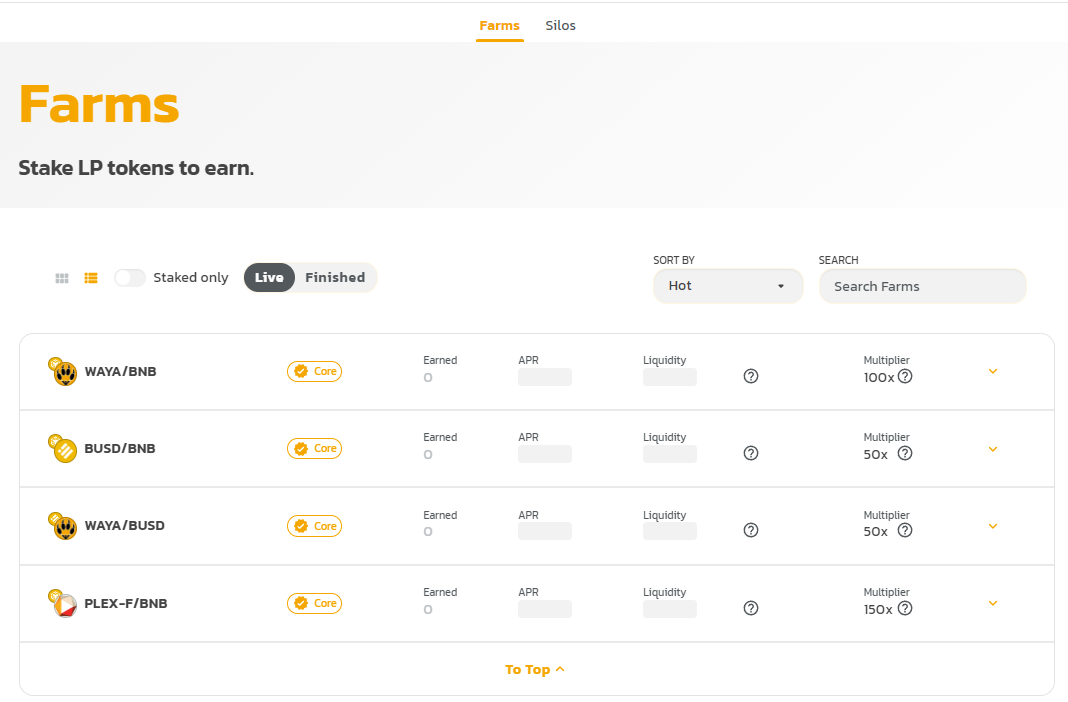 Farms Silos
Farms
Stake LP tokens to earn.
Staked only Live Finished
SORT BY
Hot
SEARCH
Search Farms
WAYA/BNB Core Earned 0 APR Liquidity Multiplier 100x
BUSD/BNB Core Earned 0 APR Liquidity Multiplier 50x
WAYA/BUSD Core Earned 0 APR Liquidity Multiplier 50x
PLEX-F/BNB Core Earned 0 APR Liquidity Multiplier 150x
To Top